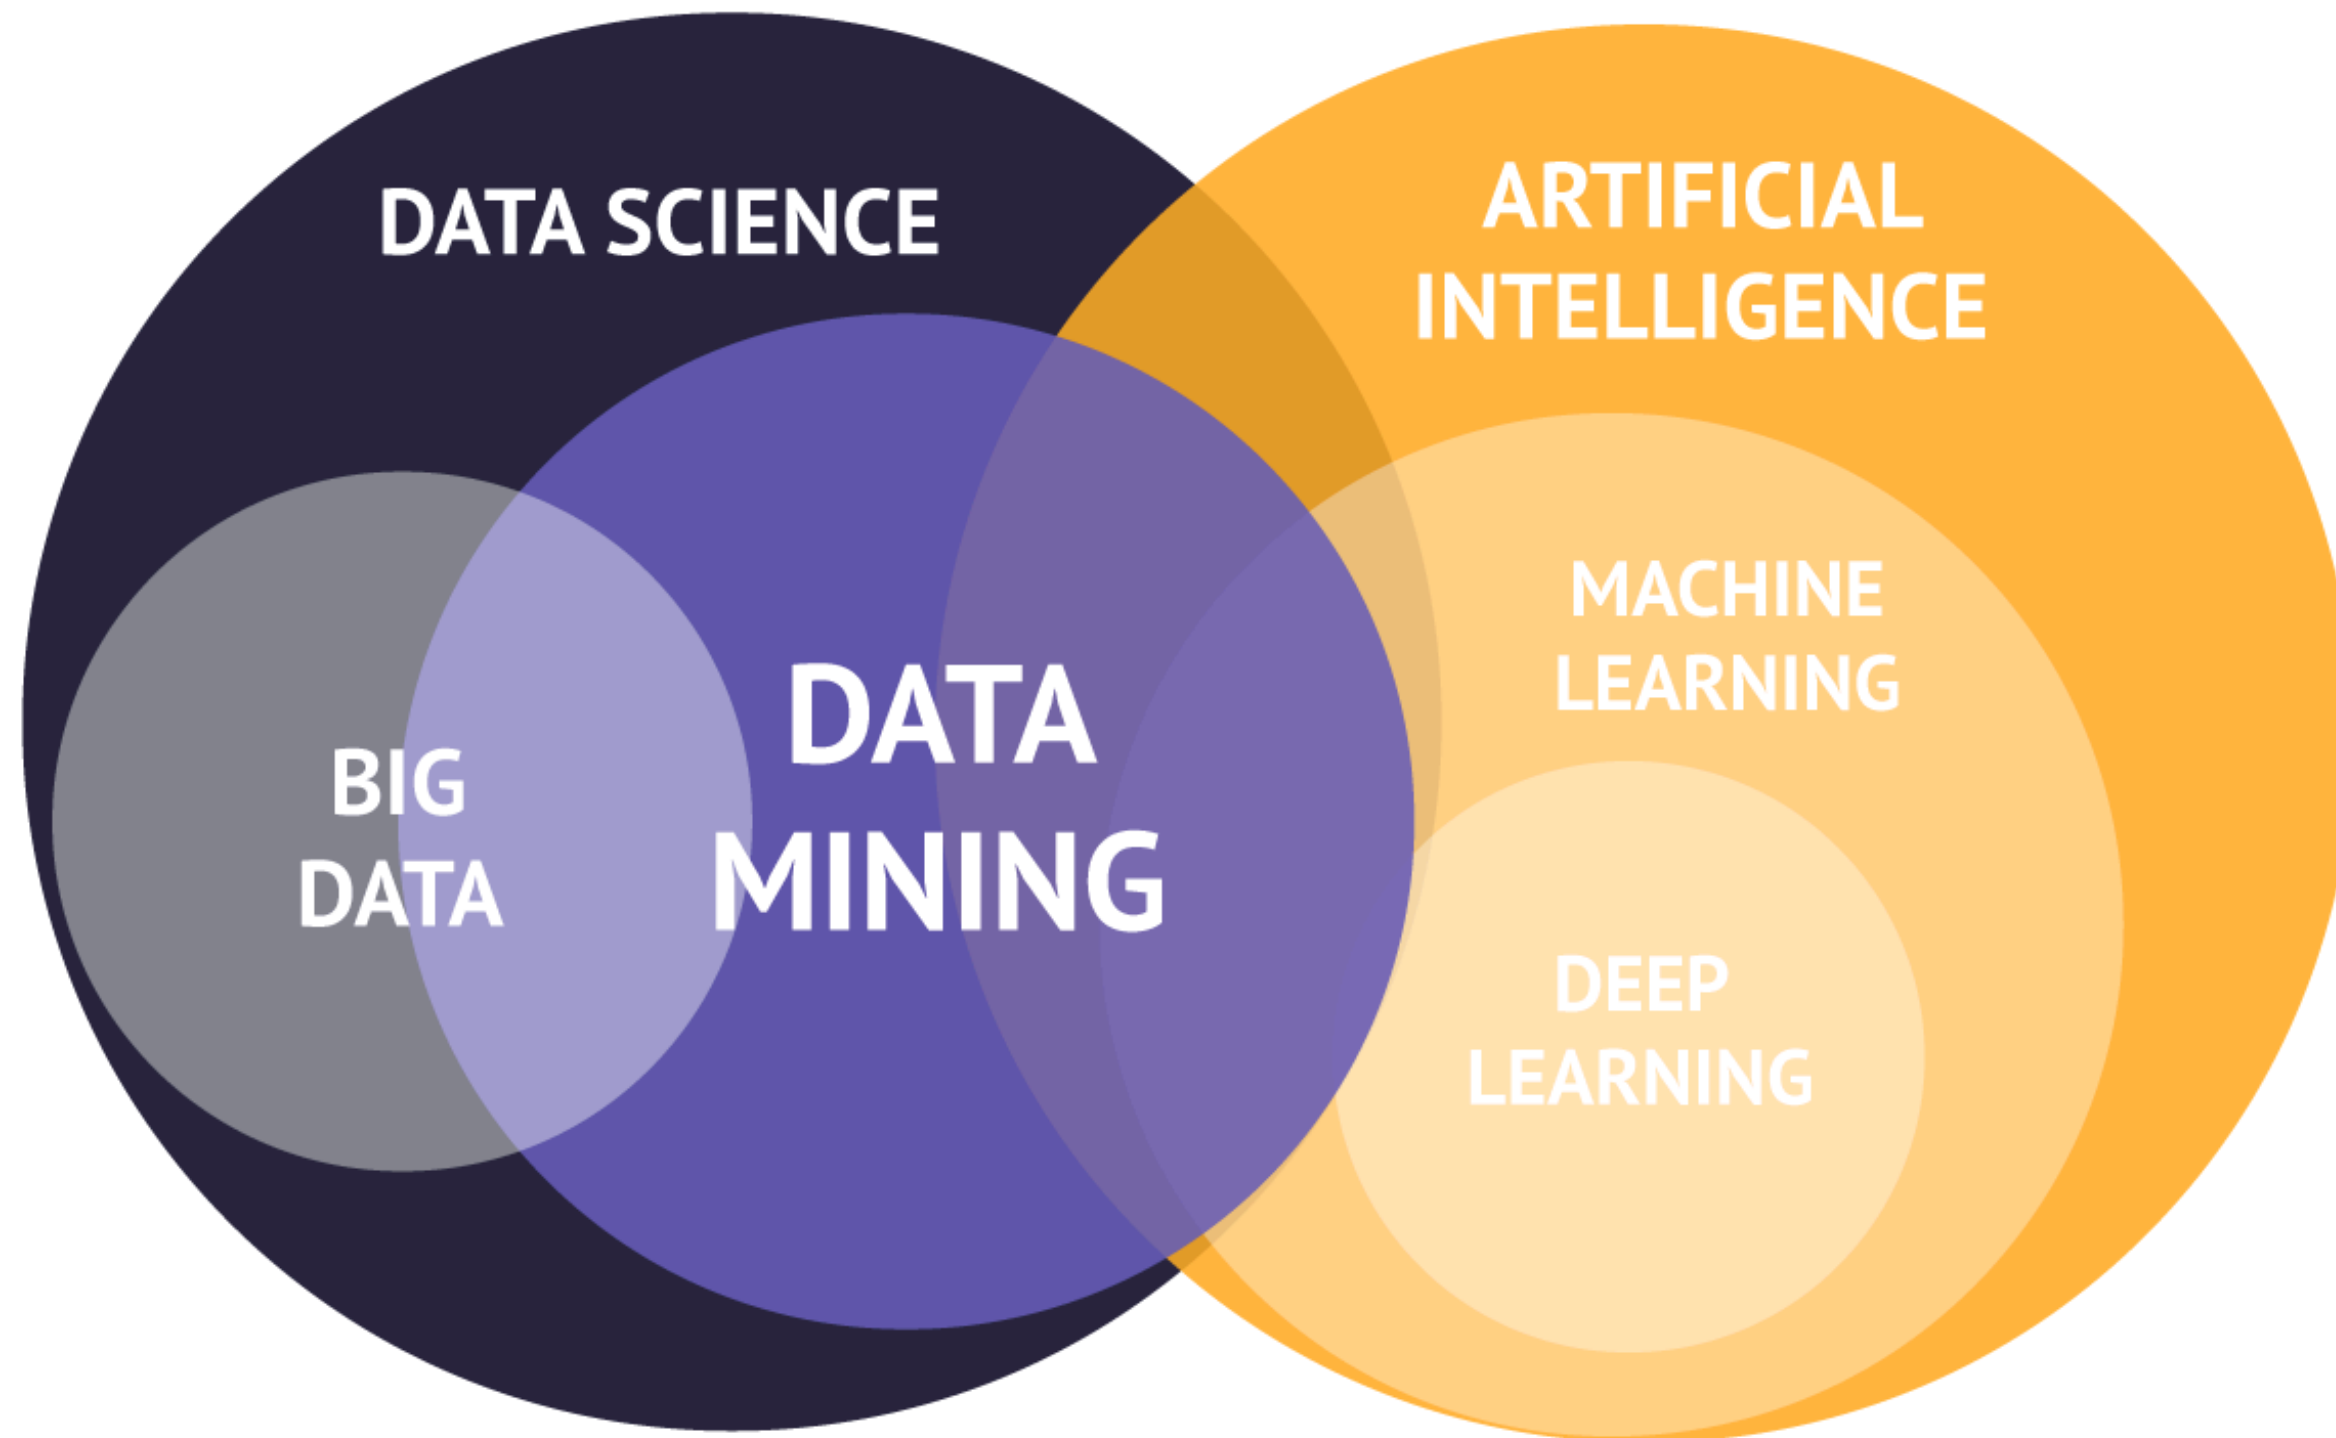 DATA SCIENCE
ARTIFICIAL
INTELLIGENCE
BIG
DATA
DATA
MINING
MACHINE
LEARNING
DEEP
LEARNING